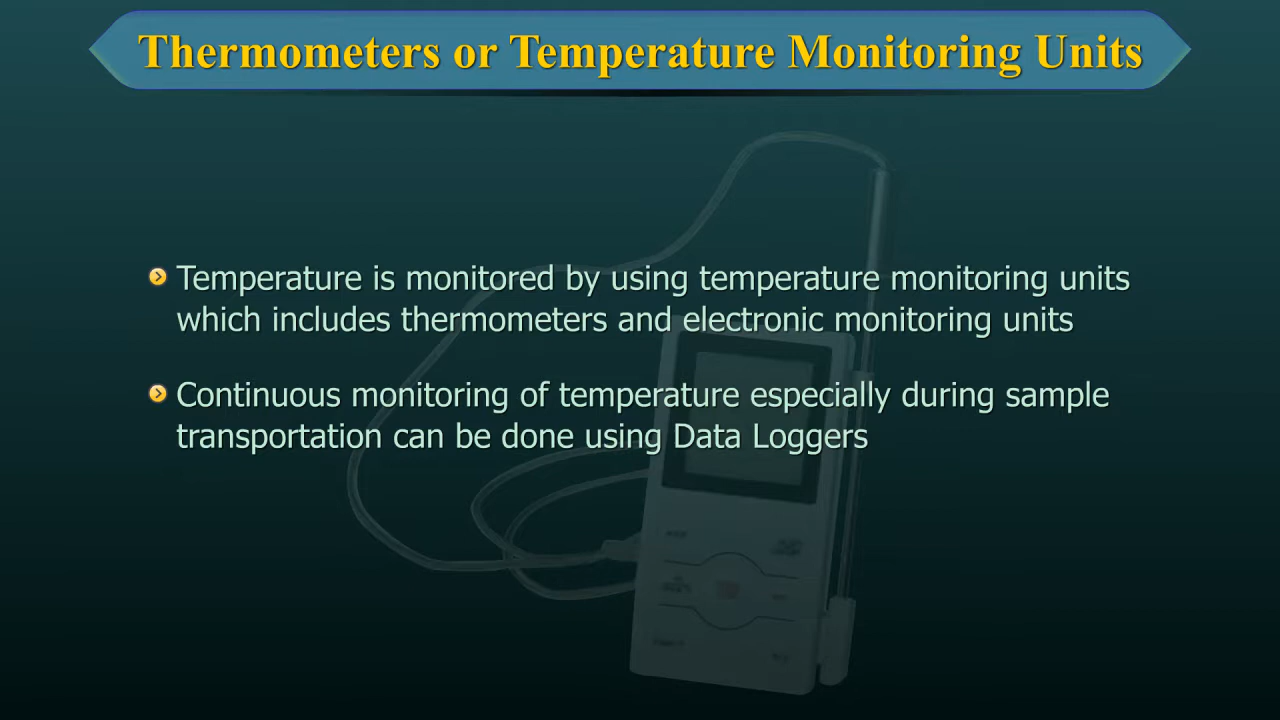 Thermometers or Temperature Monitoring Units
Temperature is monitored by using temperature monitoring units
which includes thermometers and electronic monitoring units
Continuous monitoring of temperature especially during sample
transportation can be done using Data Loggers